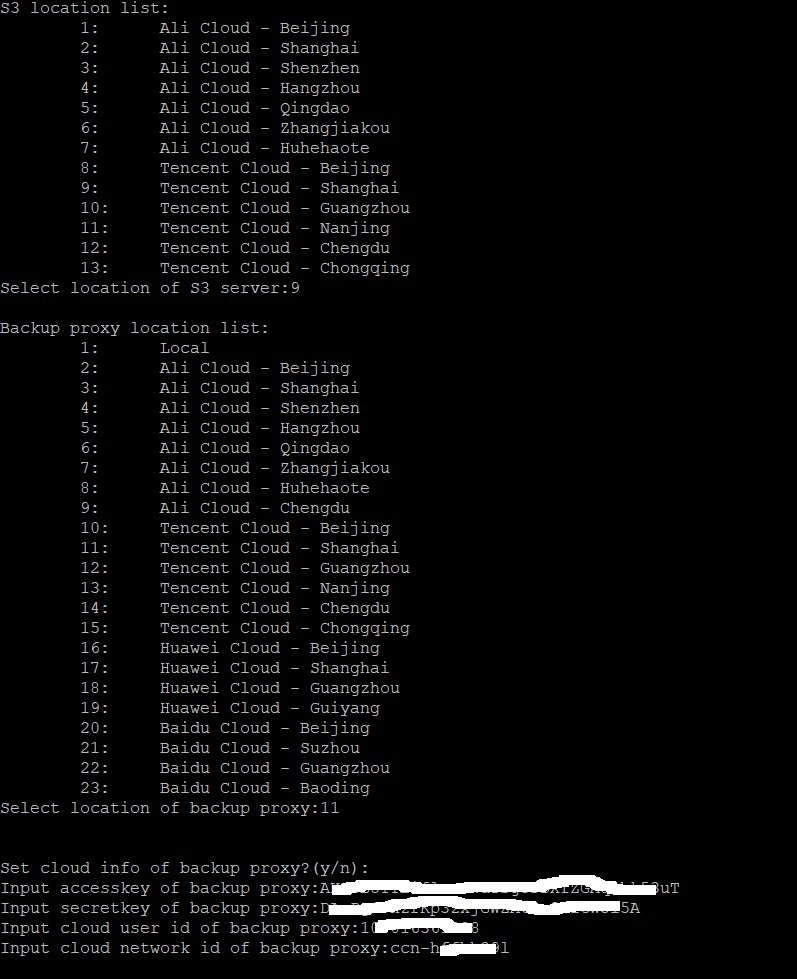 S3 location list:
1: Ali Cloud - Beijing
2: Ali Cloud - Shanghai
3: Ali Cloud - Shenzhen
4: Ali Cloud - Hangzhou
5: Ali Cloud - Qingdao
6: Ali Cloud - Zhangjiakou
7: Ali Cloud - Huhehaote
8: Tencent Cloud - Beijing
9: Tencent Cloud - Shanghai
10: Tencent Cloud - Guangzhou
11: Tencent Cloud - Nanjing
12: Tencent Cloud - Chengdu
13: Tencent Cloud - Chongqing
Select location of S3 server:9
Backup proxy location list:
1: Local
2: Ali Cloud - Beijing
3: Ali Cloud - Shanghai
4: Ali Cloud - Shenzhen
5: Ali Cloud - Hangzhou
6: Ali Cloud - Qingdao
7: Ali Cloud - Zhangjiakou
8: Ali Cloud - Huhehaote
9: Ali Cloud - Chengdu
10: Tencent Cloud - Beijing
11: Tencent Cloud - Shanghai
12: Tencent Cloud - Guangzhou
13: Tencent Cloud - Nanjing
14: Tencent Cloud - Chengdu
15: Tencent Cloud - Chongqing
16: Huawei Cloud - Beijing
17: Huawei Cloud - Shanghai
18: Huawei Cloud - Guangzhou
19: Huawei Cloud - Guiyang
20: Baidu Cloud - Beijing
21: Baidu Cloud - Suzhou
22: Baidu Cloud - Guangzhou
23: Baidu Cloud - Baoding
Select location of backup proxy:11
Set cloud info of backup proxy?(y/n):
Input accesskey of backup proxy:
Input secretkey of backup proxy:
Input cloud user id of backup proxy:
Input cloud network id of backup proxy: